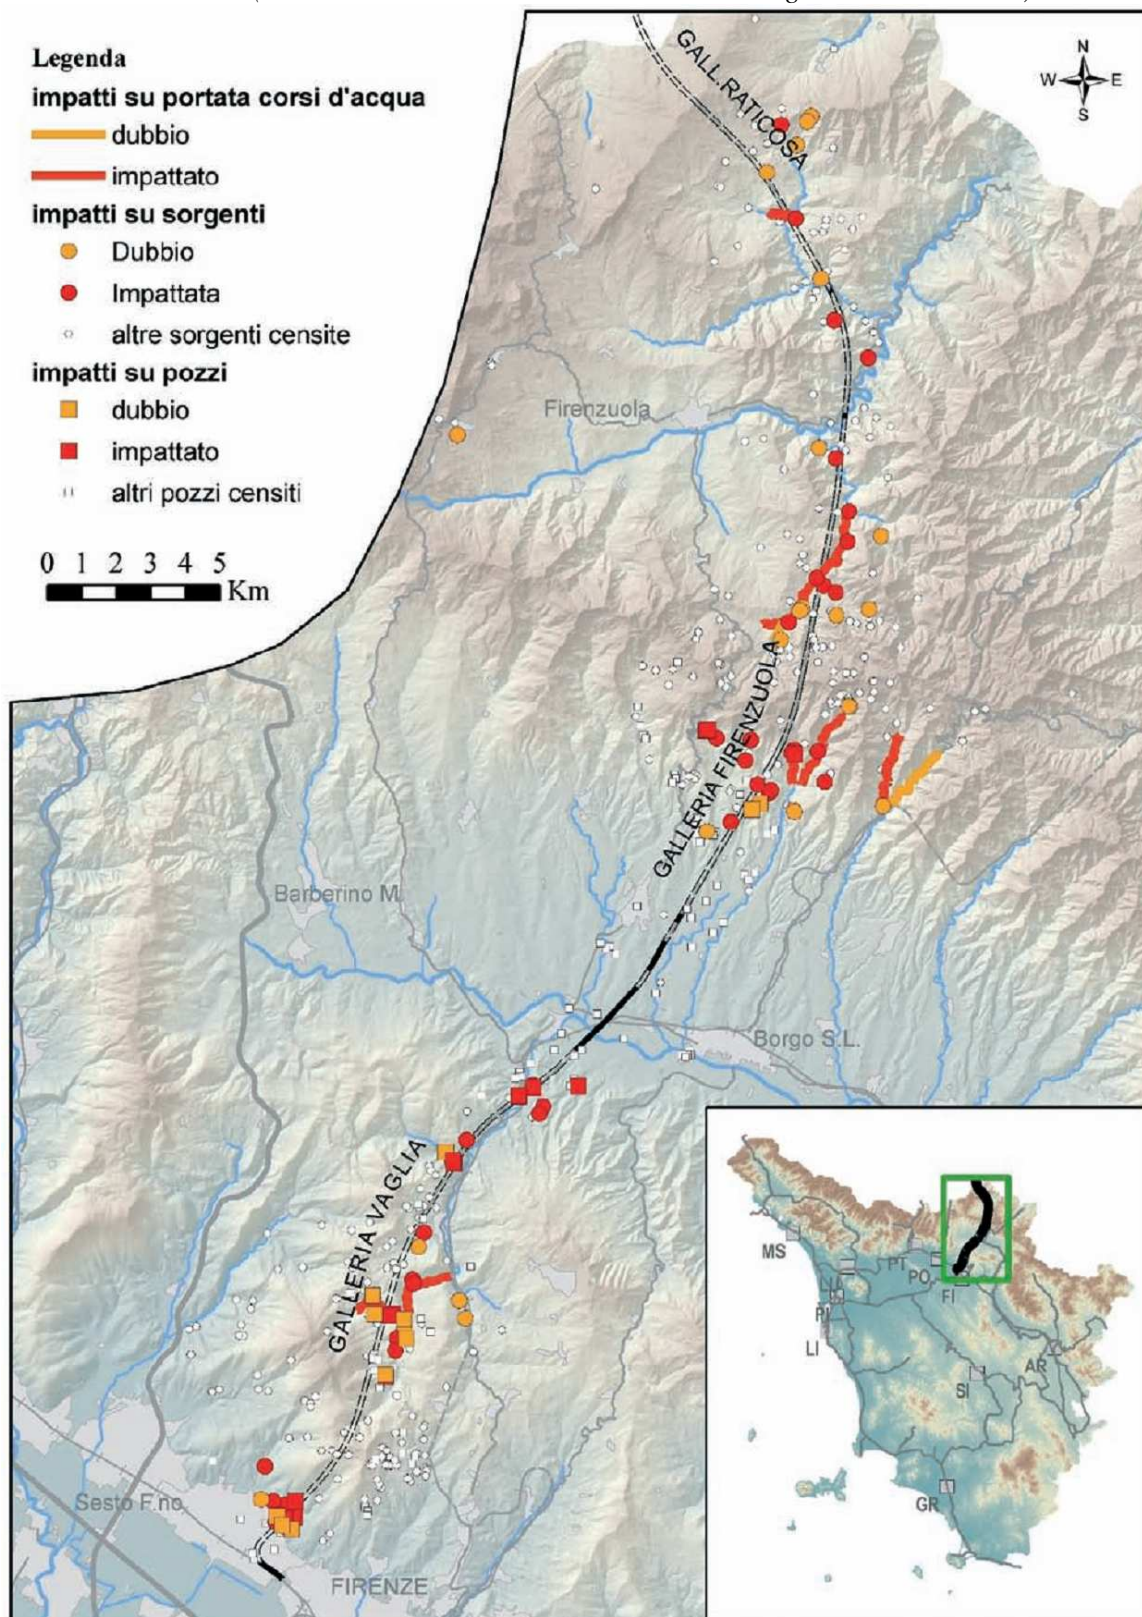 Legenda
impatti su portata corsi d'acqua
dubbio
impattato
impatti su sorgenti
Dubbio
Impattata
altre sorgenti censite
impatti su pozzi
dubbio
impattato
altri pozzi censiti
0 1 2 3 4 5
Km
N
W E
S
GALL.RATICOSA
Firenzuola
GALLERIA FIRENZUOLA
Barberino M.
Borgo S.L.
GALLERIA VAGLIA
Sesto F.no
FIRENZE
MS
PT
PO
FI
LU
PI
LI
AR
SI
GR